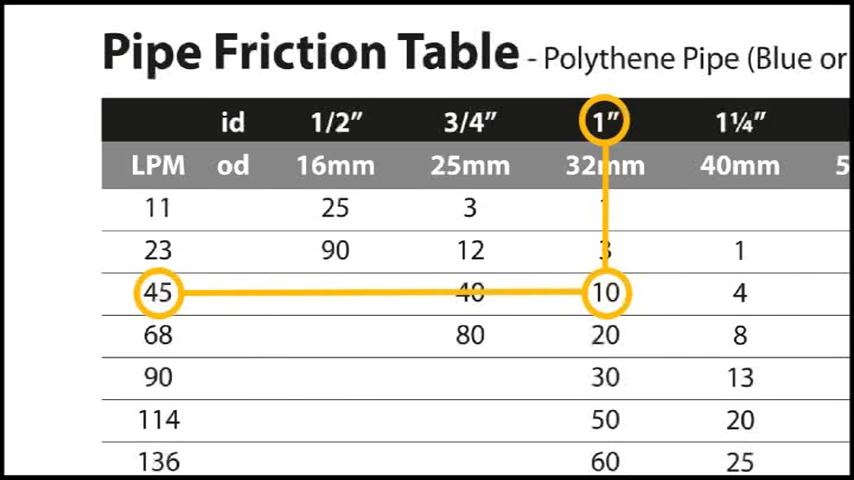 Pipe Friction Table - Polythene Pipe (Blue or
id 1/2” 3/4” 1” 1¼”
LPM od 16mm 25mm 32mm 40mm 5
11 25 3 1
23 90 12 3 1
45 40 10 4
68 80 20 8
90 30 13
114 50 20
136 60 25